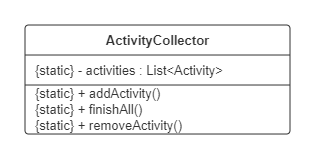 ActivityCollector
{static} - activities : List<Activity>
{static} + addActivity()
{static} + finishAll()
{static} + removeActivity()